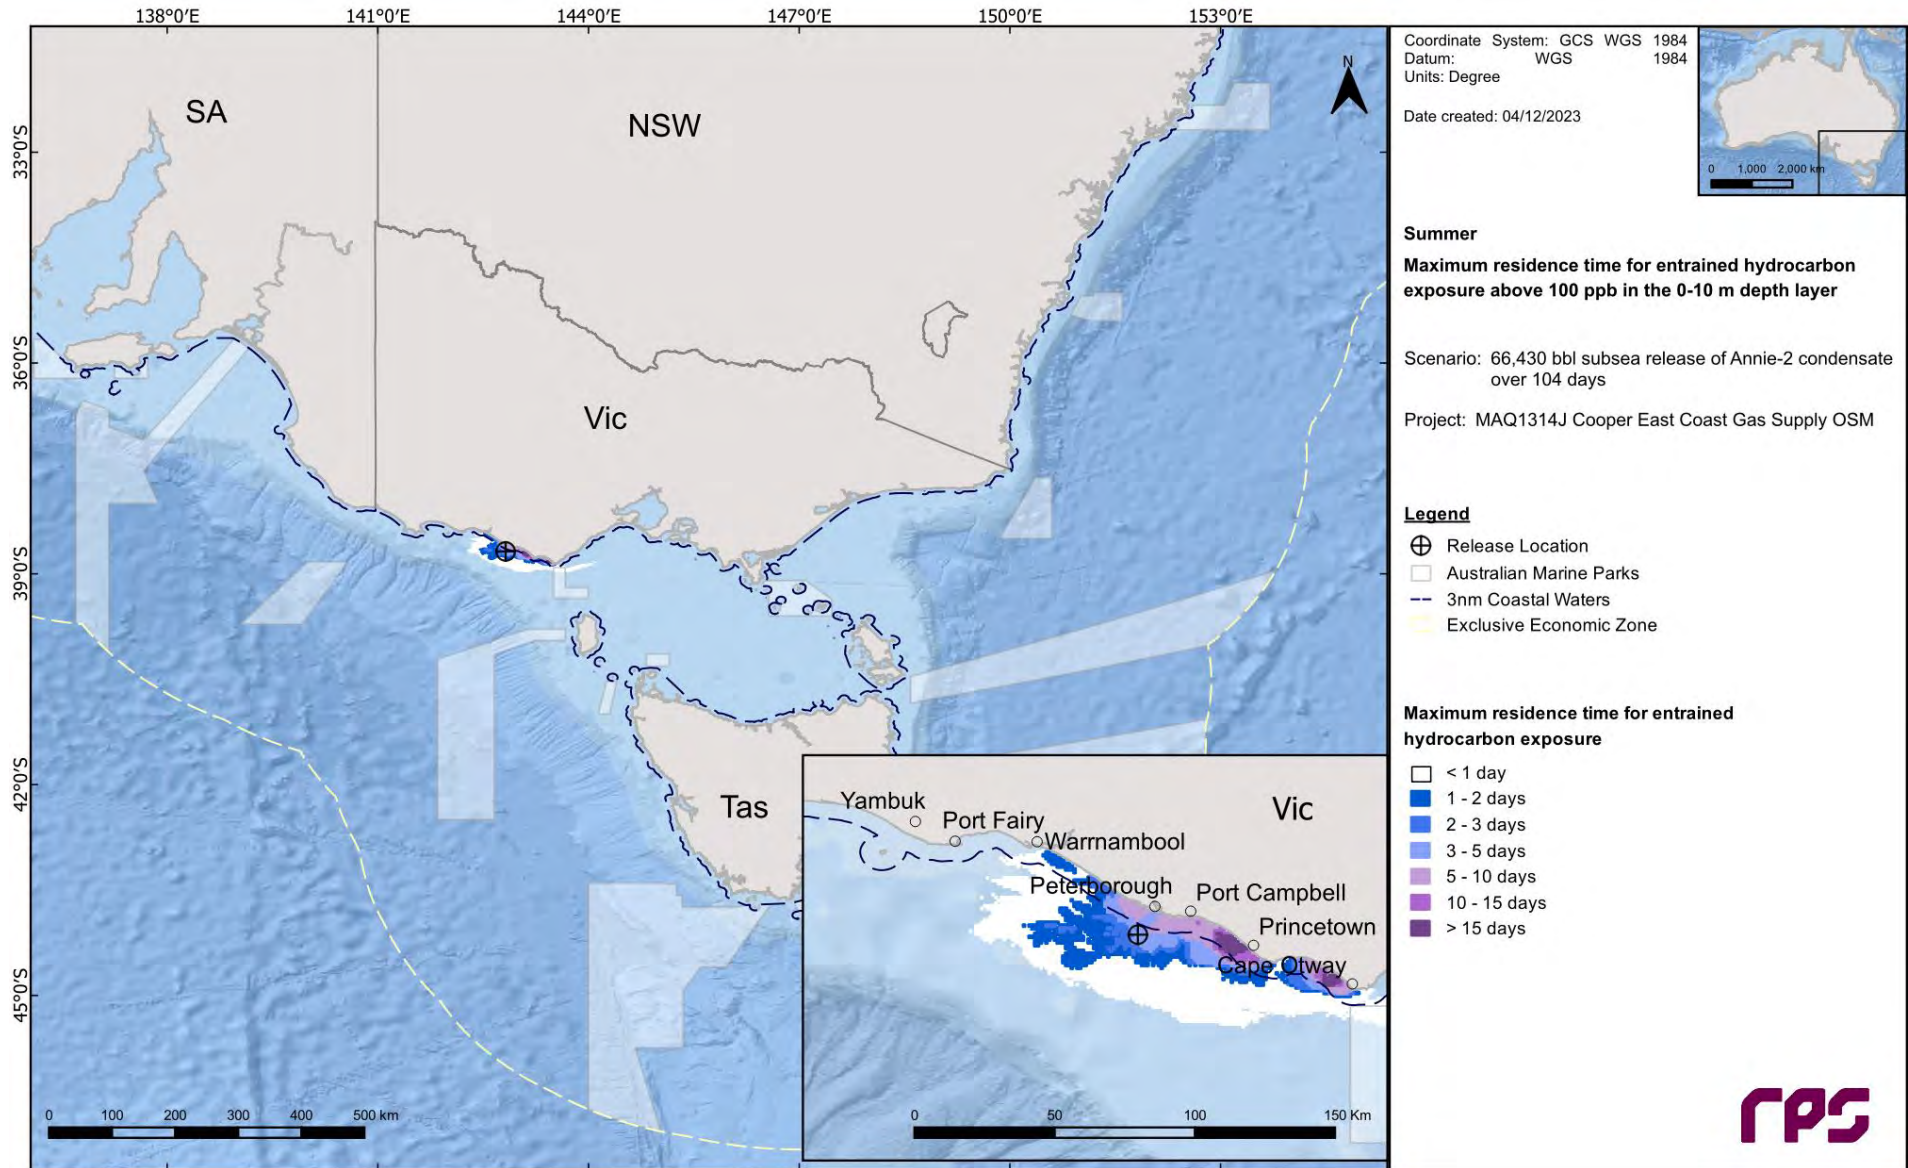 138°0'E 141°0'E 144°0'E 147°0'E 150°0'E 153°0'E
33°0'S
36°0'S
39°0'S
42°0'S
45°0'S
SA
NSW
Vic
Tas
N
0 100 200 300 400 500 km
Yambuk
Port Fairy
Warrnambool
Vic
Peterborough
Port Campbell
Princetown
Cape Otway
0 50 100 150 Km
Coordinate System: GCS WGS 1984
Datum: WGS 1984
Units: Degree
Date created: 04/12/2023
0 1,000 2,000 km
Summer
Maximum residence time for entrained hydrocarbon
exposure above 100 ppb in the 0-10 m depth layer
Scenario: 66,430 bbl subsea release of Annie-2 condensate
over 104 days
Project: MAQ1314J Cooper East Coast Gas Supply OSM
Legend
Release Location
Australian Marine Parks
3nm Coastal Waters
Exclusive Economic Zone
Maximum residence time for entrained
hydrocarbon exposure
< 1 day
1 - 2 days
2 - 3 days
3 - 5 days
5 - 10 days
10 - 15 days
> 15 days
rps